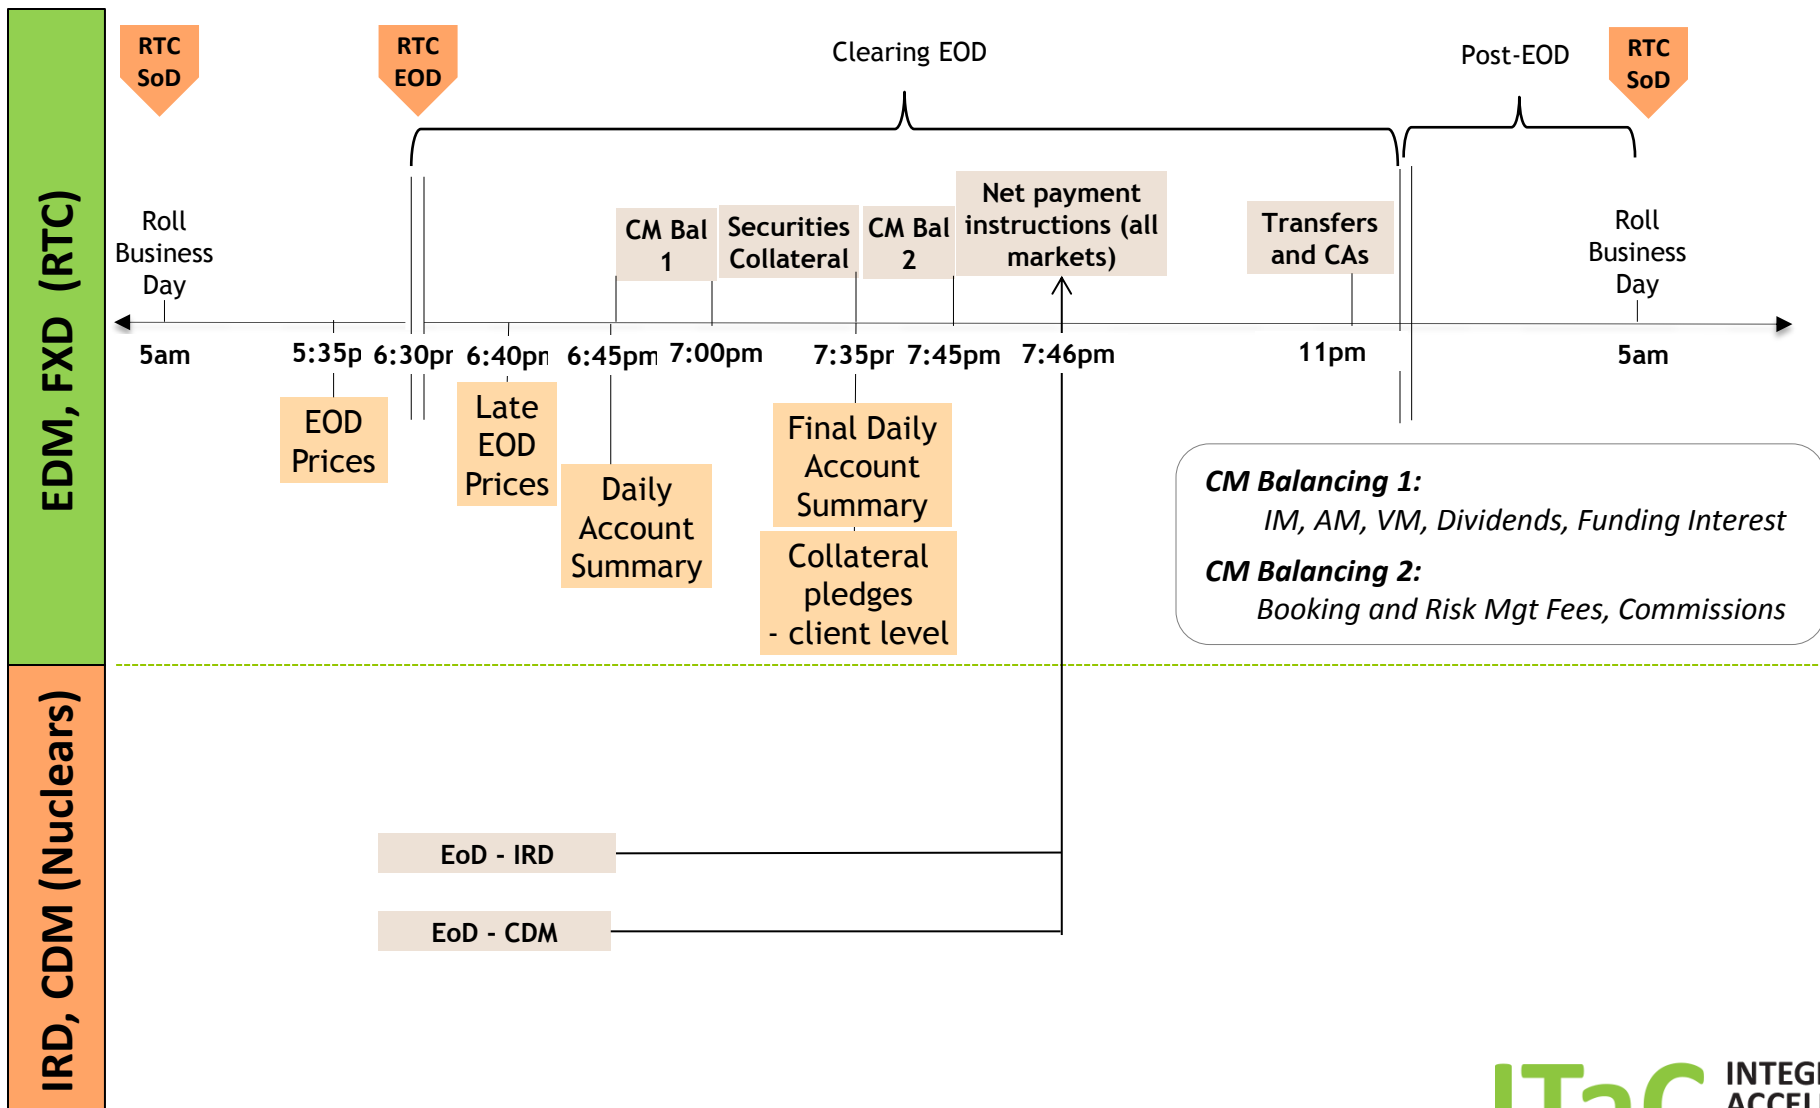 RTC
SoD
RTC
EOD
Clearing EOD
Post-EOD
RTC
SoD
EDM, FXD (RTC)
Roll
Business
Day
CM Bal
1
Securities
Collateral
CM Bal
2
Net payment
instructions (all
markets)
Transfers
and CAs
Roll
Business
Day
5am
5:35p
6:30pr
6:40pr
6:45pm
7:00pm
7:35pr
7:45pm
7:46pm
11pm
5am
EOD
Prices
Late
EOD
Prices
Daily
Account
Summary
Final Daily
Account
Summary
Collateral
pledges
- client level
CM Balancing 1:
IM, AM, VM, Dividends, Funding Interest
CM Balancing 2:
Booking and Risk Mgt Fees, Commissions
IRD, CDM (Nuclears)
EoD - IRD
EoD - CDM
ITaC